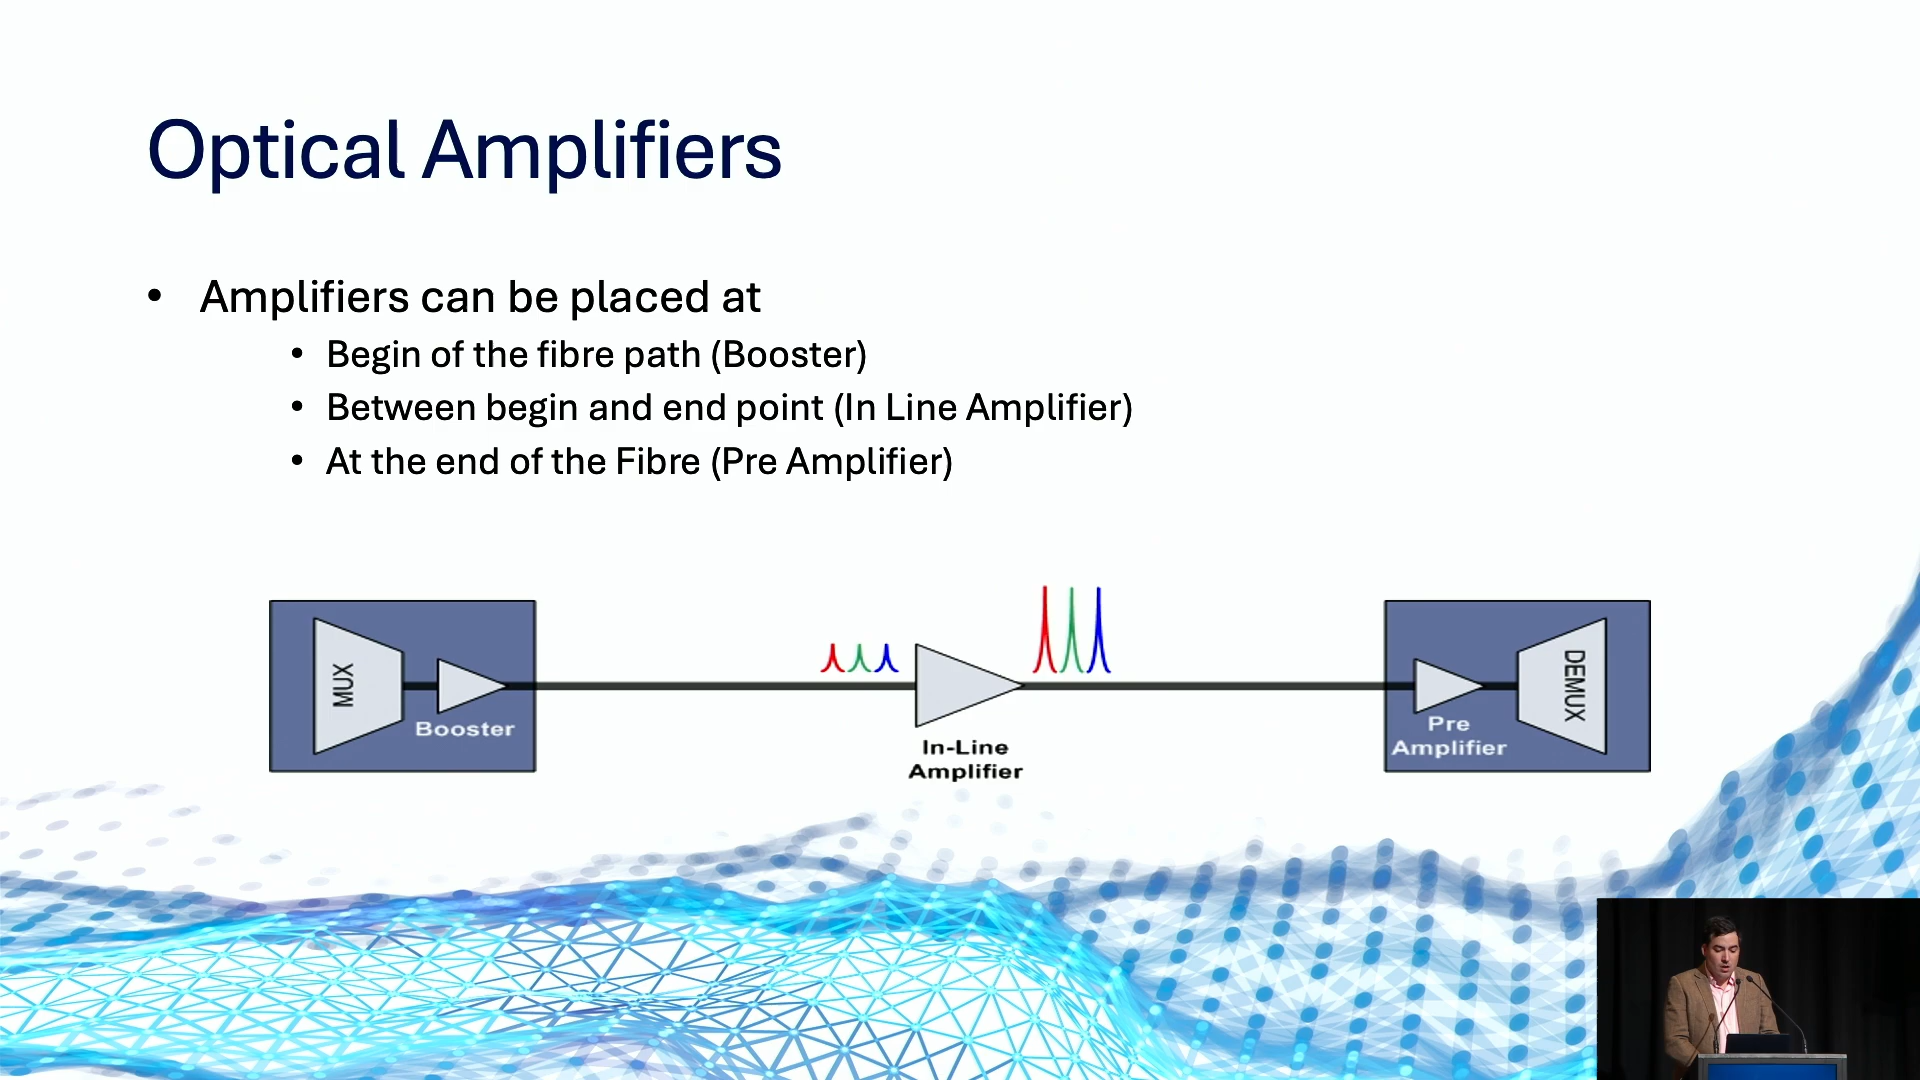 Optical Amplifiers
• Amplifiers can be placed at
• Begin of the fibre path (Booster)
• Between begin and end point (In Line Amplifier)
• At the end of the Fibre (Pre Amplifier)
MUX
Booster
In-Line
Amplifier
Pre
Amplifier
DEMUX